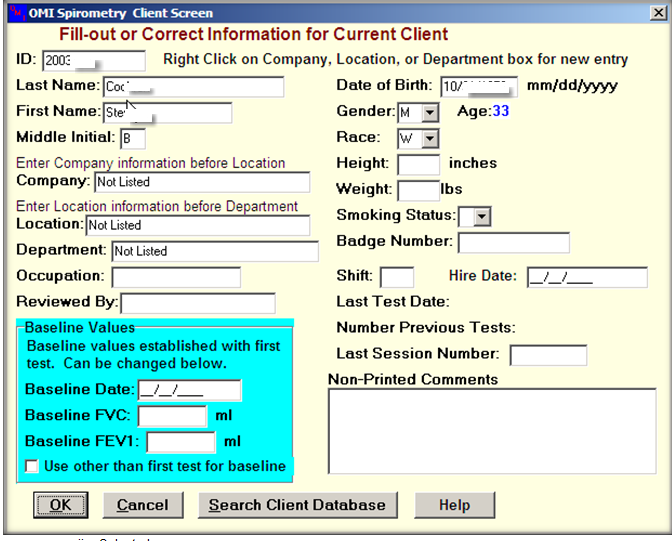 OMI Spirometry Client Screen
Fill-out or Correct Information for Current Client
ID: 2003 Right Click on Company, Location, or Department box for new entry
Last Name: Date of Birth: 10/ mm/dd/yyyy
First Name: Gender: M Age:33
Middle Initial: B Race: W
Enter Company information before Location
Height: inches
Company: Not Listed
Weight: lbs
Enter Location information before Department
Smoking Status:
Location: Not Listed
Badge Number:
Department: Not Listed
Occupation: Shift: Hire Date: __/__/____
Reviewed By: Last Test Date:
Baseline Values Number Previous Tests:
Baseline values established with first
test. Can be changed below.
Last Session Number:
Baseline Date: __/__/____ Non-Printed Comments
Baseline FVC: ml
Baseline FEV1: ml
Use other than first test for baseline
OK Cancel Search Client Database Help